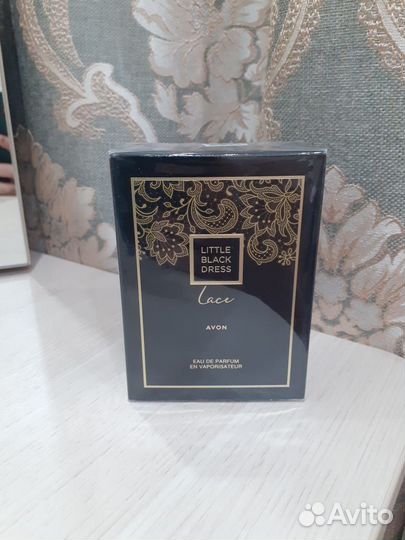 LITTLE
BLACK
DRESS
Lace
AVON
EAU DE PARFUM
EN VAPORISATEUR
Avito